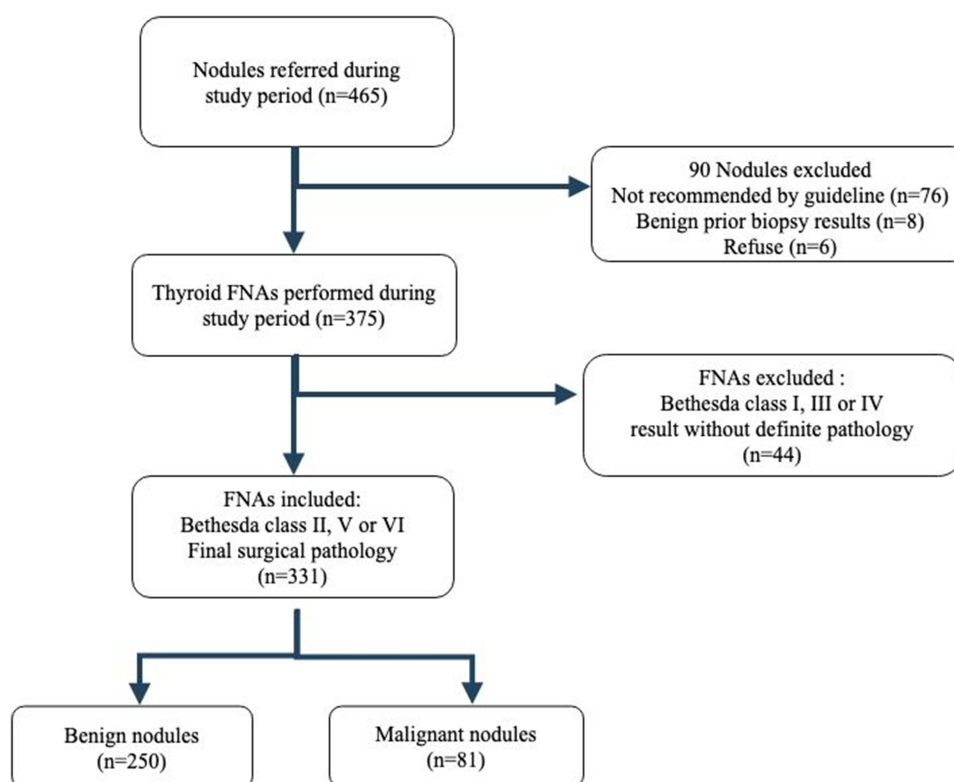 Nodules referred during
study period (n=465)
90 Nodules excluded
Not recommended by guideline (n=76)
Benign prior biopsy results (n=8)
Refuse (n=6)
Thyroid FNAs performed during
study period (n=375)
FNAs excluded :
Bethesda class I, III or IV
result without definite pathology
(n=44)
FNAs included:
Bethesda class II, V or VI
Final surgical pathology
(n=331)
Benign nodules
(n=250)
Malignant nodules
(n=81)